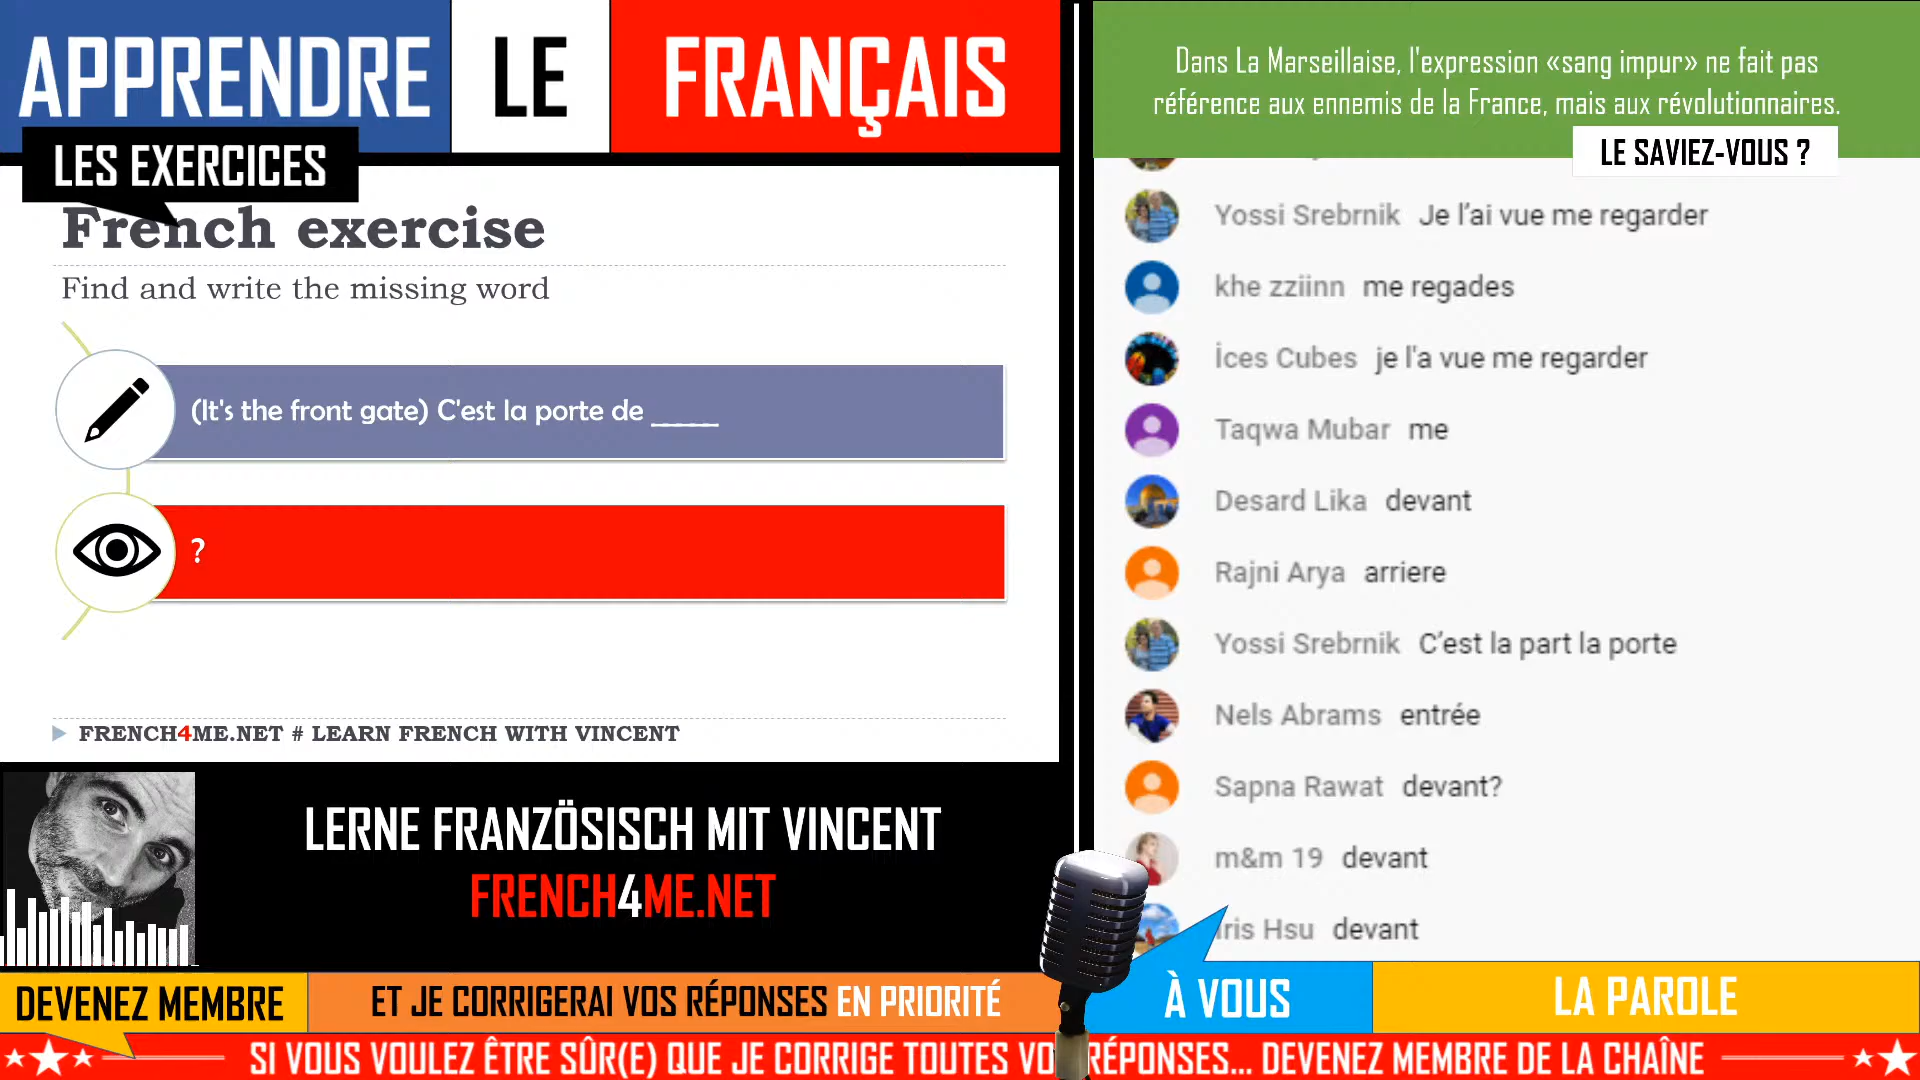 APPRENDRE LE FRANÇAIS
LES EXERCICES
French exercise
Find and write the missing word
(It's the front gate) C'est la porte de _____
?
FRENCH4ME.NET # LEARN FRENCH WITH VINCENT
LERNE FRANZÖSISCH MIT VINCENT
FRENCH4ME.NET
Dans La Marseillaise, l'expression «sang impur» ne fait pas
référence aux ennemis de la France, mais aux révolutionnaires.
LE SAVIEZ-VOUS ?
Yossi Srebrnik Je l’ai vue me regarder
khe zziinn me regades
İces Cubes je l'a vue me regarder
Taqwa Mubar me
Desard Lika devant
Rajni Arya arriere
Yossi Srebrnik C’est la part la porte
Nels Abrams entrée
Sapna Rawat devant?
m&m 19 devant
Iris Hsu devant
DEVENEZ MEMBRE ET JE CORRIGERAI VOS RÉPONSES EN PRIORITÉ
À VOUS LA PAROLE
SI VOUS VOULEZ ÊTRE SÛR(E) QUE JE CORRIGE TOUTES VO RÉPONSES... DEVENEZ MEMBRE DE LA CHAÎNE